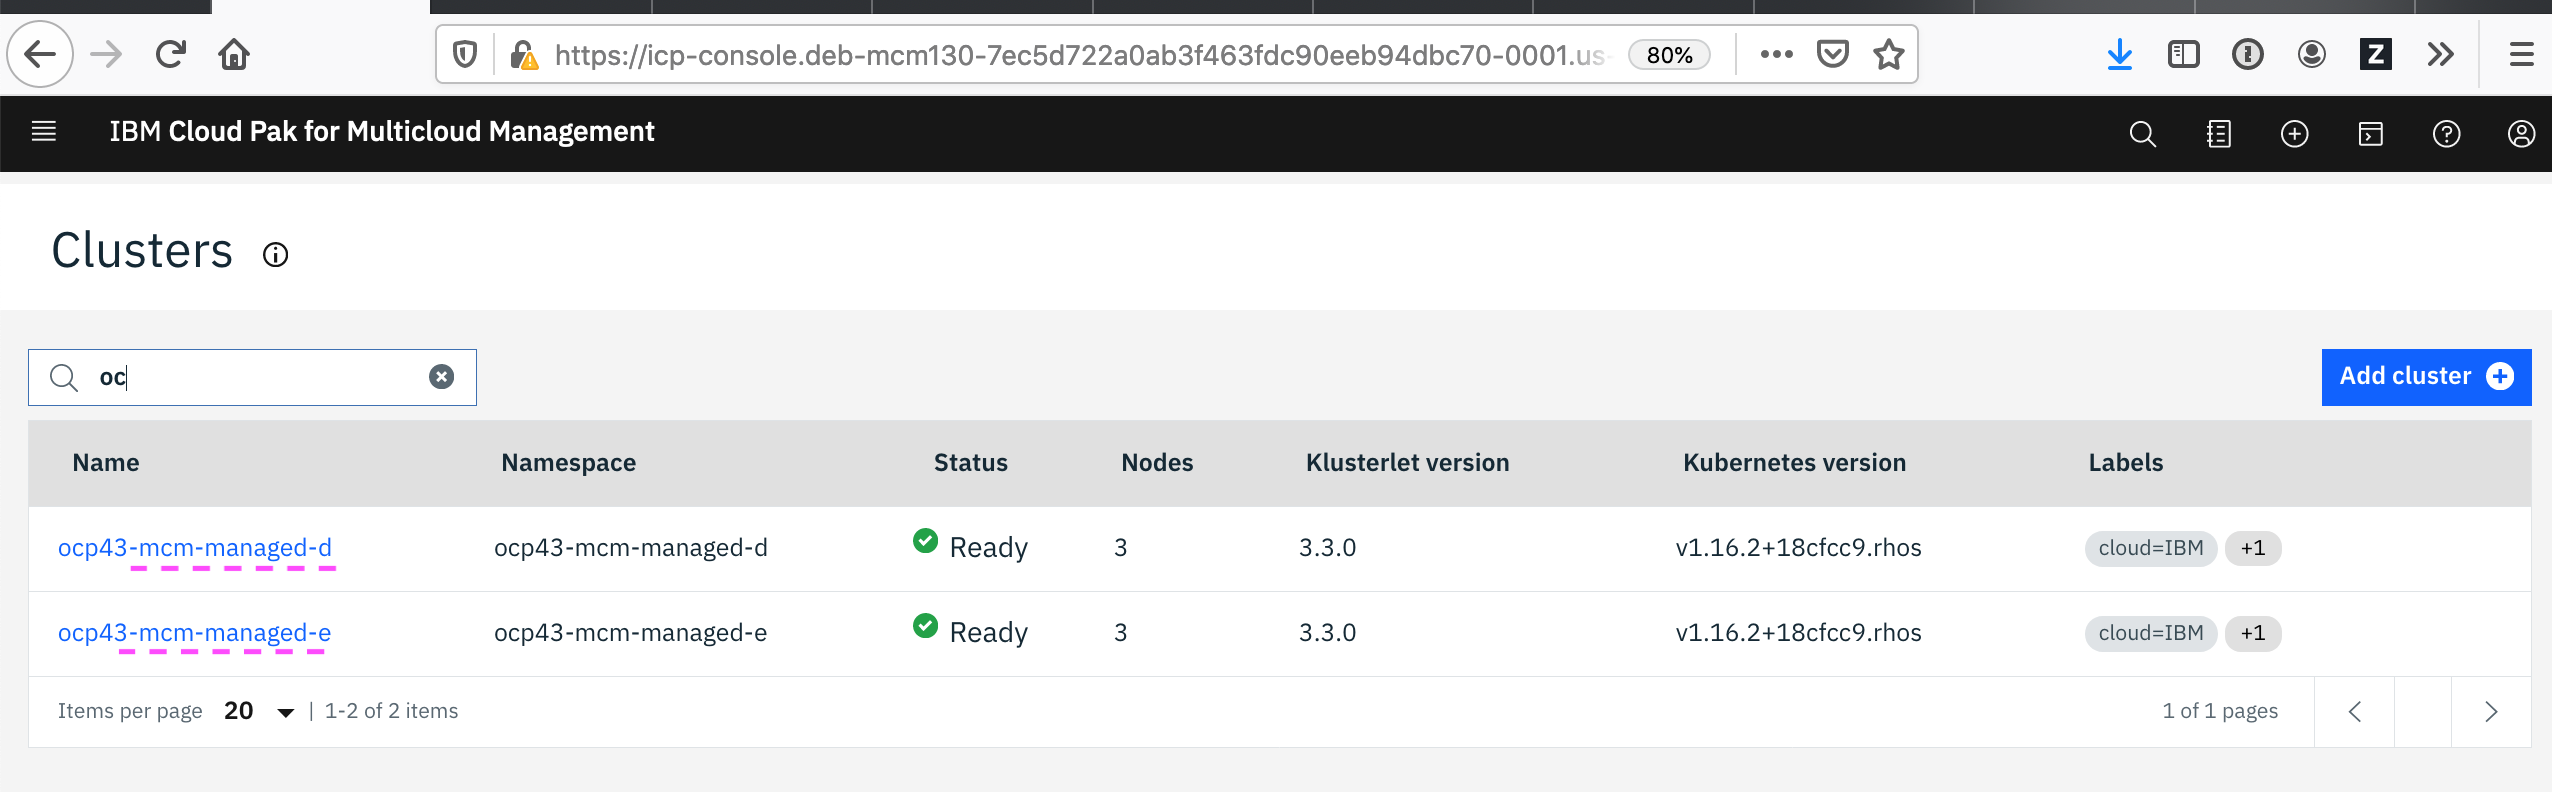 https://icp-console.deb-mcm130-7ec5d722a0ab3f463fdc90eeb94dbc70-0001.us- 80%
IBM Cloud Pak for Multicloud Management
Clusters
oc
Add cluster
Name Namespace Status Nodes Klusterlet version Kubernetes version Labels
ocp43-mcm-managed-d ocp43-mcm-managed-d Ready 3 3.3.0 v1.16.2+18cfcc9.rhos cloud=IBM +1
ocp43-mcm-managed-e ocp43-mcm-managed-e Ready 3 3.3.0 v1.16.2+18cfcc9.rhos cloud=IBM +1
Items per page 20 | 1-2 of 2 items 1 of 1 pages